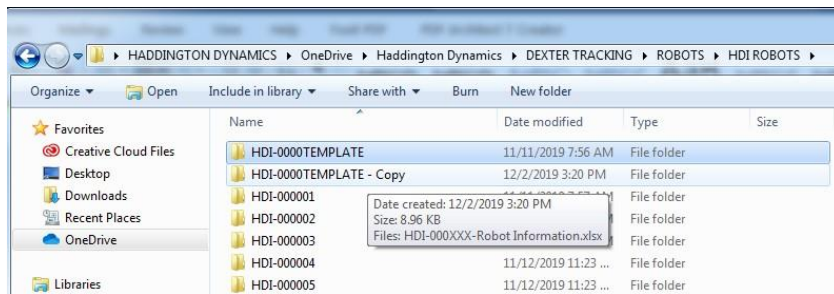 HADDINGTON DYNAMICS ▸ OneDrive ▸ Haddington Dynamics ▸ DEXTER TRACKING ▸ ROBOTS ▸ HDI ROBOTS ▸
Organize Open Include in library Share with Burn New folder
Name Date modified Type Size
Favorites
Creative Cloud Files
Desktop
Downloads
Recent Places
OneDrive
Libraries
HDI-0000TEMPLATE 11/11/2019 7:56 AM File folder
HDI-0000TEMPLATE - Copy 12/2/2019 3:20 PM File folder
HDI-000001 File folder
HDI-000002 File folder
HDI-000003 File folder
HDI-000004 11/12/2019 11:23 ... File folder
HDI-000005 11/12/2019 11:23 ... File folder
Date created: 12/2/2019 3:20 PM
Size: 8.96 KB
Files: HDI-000XXX-Robot Information.xlsx